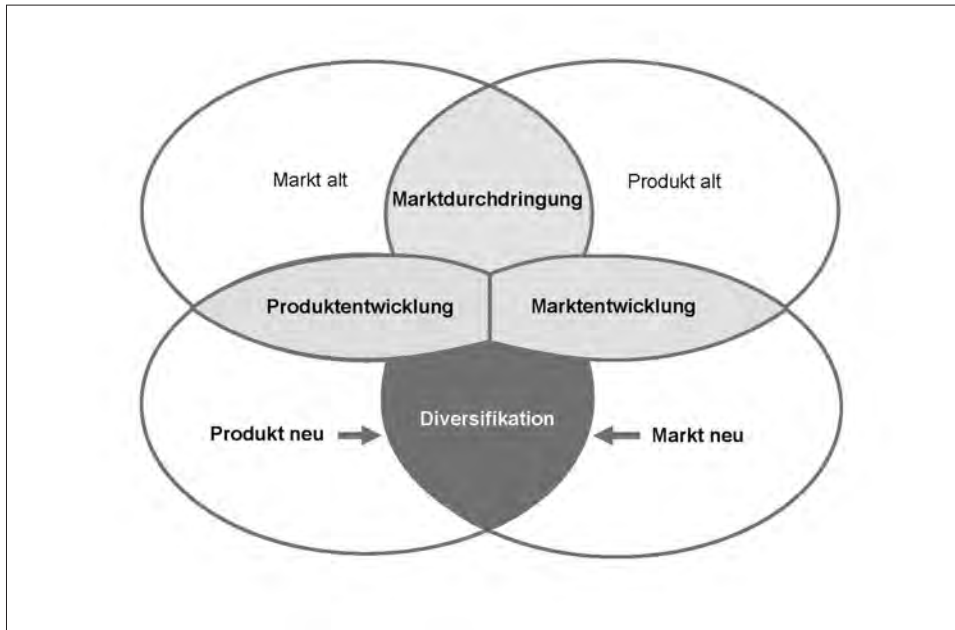 Markt alt
Produkt alt
Marktdurchdringung
Produktentwicklung
Marktentwicklung
Diversifikation
Produkt neu
Markt neu